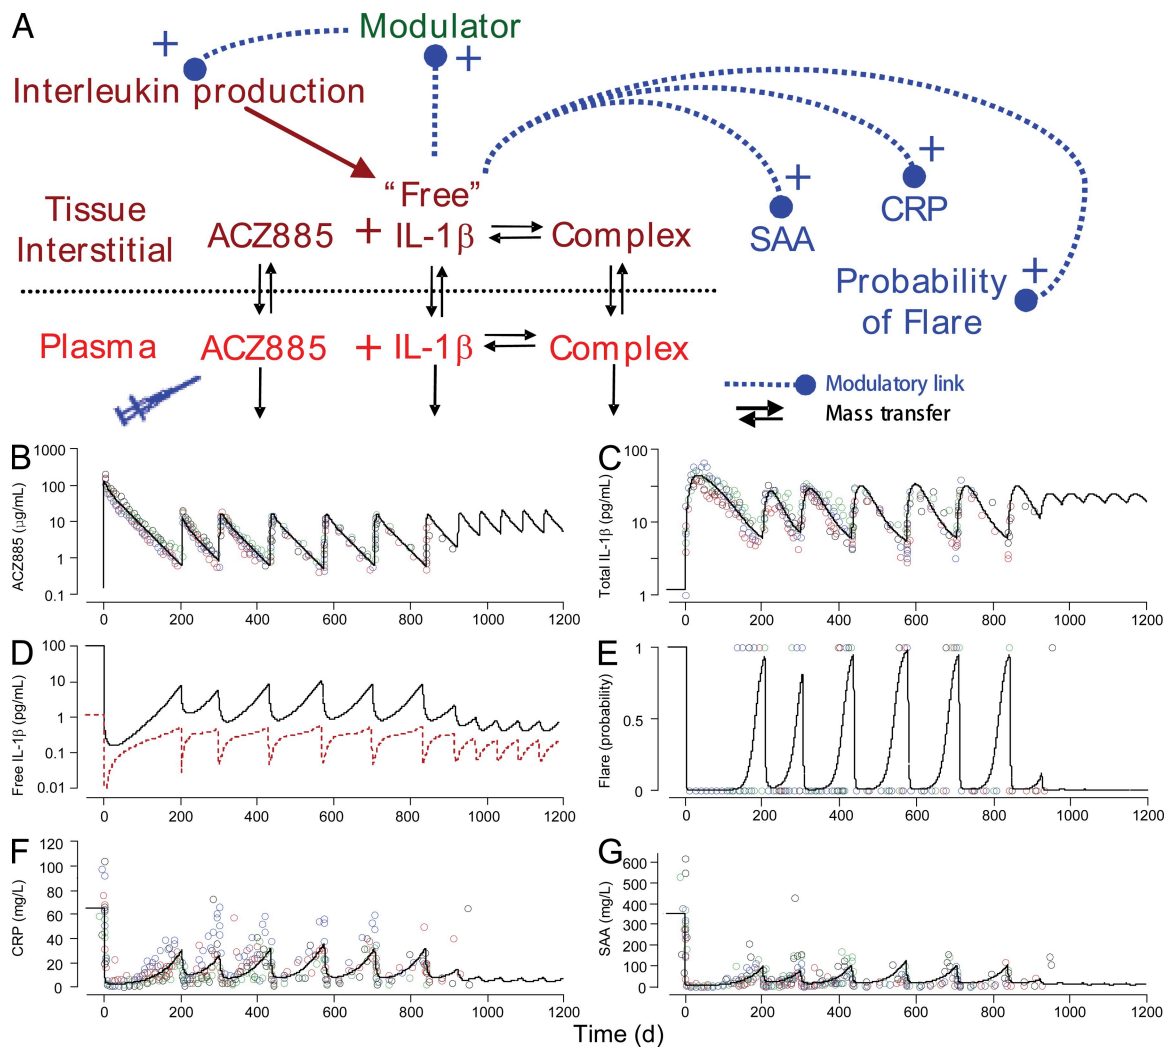 A
Modulator
+
+
Interleukin production
+
+
"Free"
Tissue
Interstitial
ACZ885 + IL-1β
Complex
CRP
SAA
+
Probability
of Flare
Plasma
ACZ885 + IL-1β
Complex
Modulatory link
Mass transfer
B
ACZ885 (ug/mL)
1000
100
10
1
0.1
0 200 400 600 800 1000 1200
C
Total IL-1β (pg/mL)
100
10
1
0 200 400 600 800 1000 1200
D
Free IL-1β (pg/mL)
100
10
1
0.1
0.01
0 200 400 600 800 1000 1200
E
Flare (probability)
1
0.5
0
0 200 400 600 800 1000 1200
F
CRP (mg/L)
120
100
80
60
40
20
0
0 200 400 600 800 1000 1200
G
SAA (mg/L)
600
500
400
300
200
100
0
0 200 400 600 800 1000 1200
Time (d)